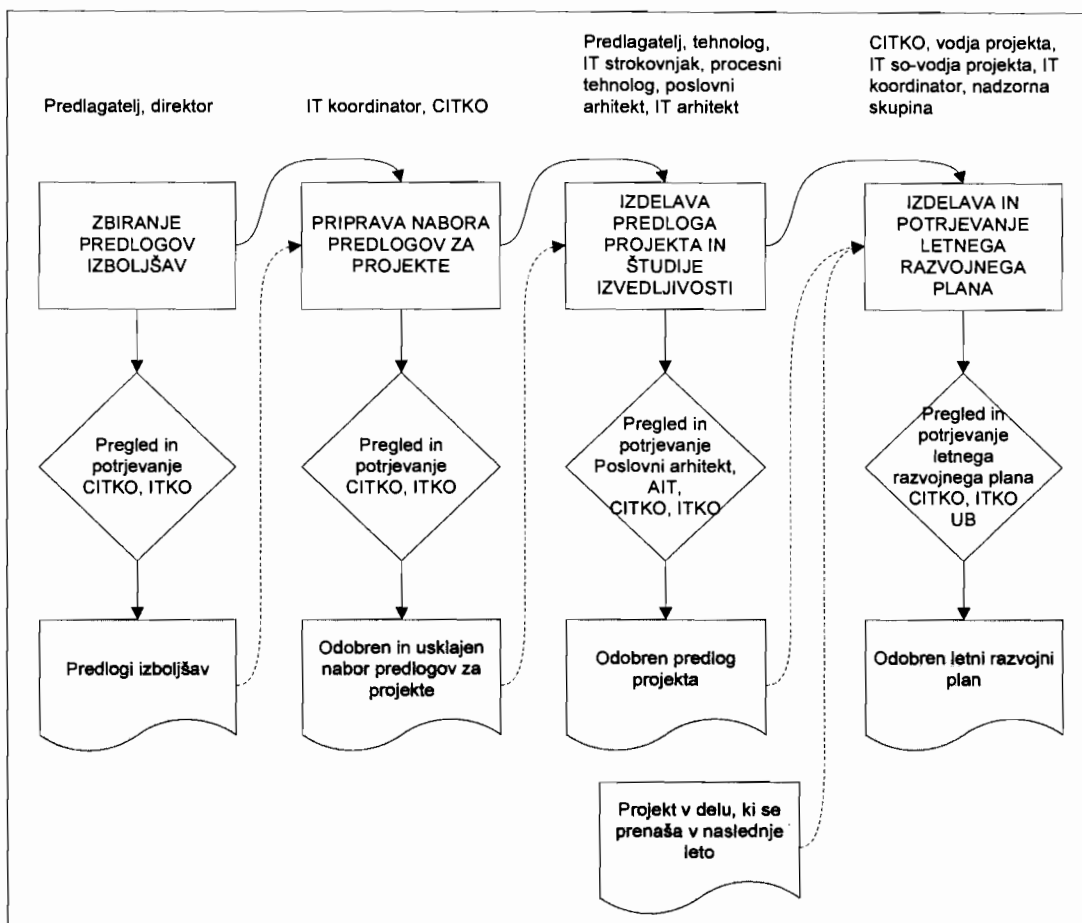 Predlagatelj, direktor
IT koordinator, CITKO
Predlagatelj, tehnolog,
IT strokovnjak, procesni
tehnolog, poslovni
arhitekt, IT arhitekt
CITKO, vodja projekta,
IT so-vodja projekta, IT
koordinator, nadzorna
skupina
ZBIRANJE
PREDLOGOV
IZBOLJŠAV
PRIPRAVA NABORA
PREDLOGOV ZA
PROJEKTE
IZDELAVA
PREDLOGA
PROJEKTA IN
ŠTUDIJE
IZVEDLJIVOSTI
IZDELAVA IN
POTRJEVANJE
LETNEGA
RAZVOJNEGA
PLANA
Pregled in
potrjevanje
CITKO, ITKO
Pregled in
potrjevanje
CITKO, ITKO
Pregled in
potrjevanje
Poslovni arhitekt,
AIT,
CITKO, ITKO
Pregled in
potrjevanje
letnega
razvojnega plana
CITKO, ITKO
UB
Predlogi izboljšav
Odobren in usklajen
nabor predlogov za
projekte
Odobren predlog
projekta
Odobren letni razvojni
plan
Projekt v delu, ki se
prenaša v naslednje
leto